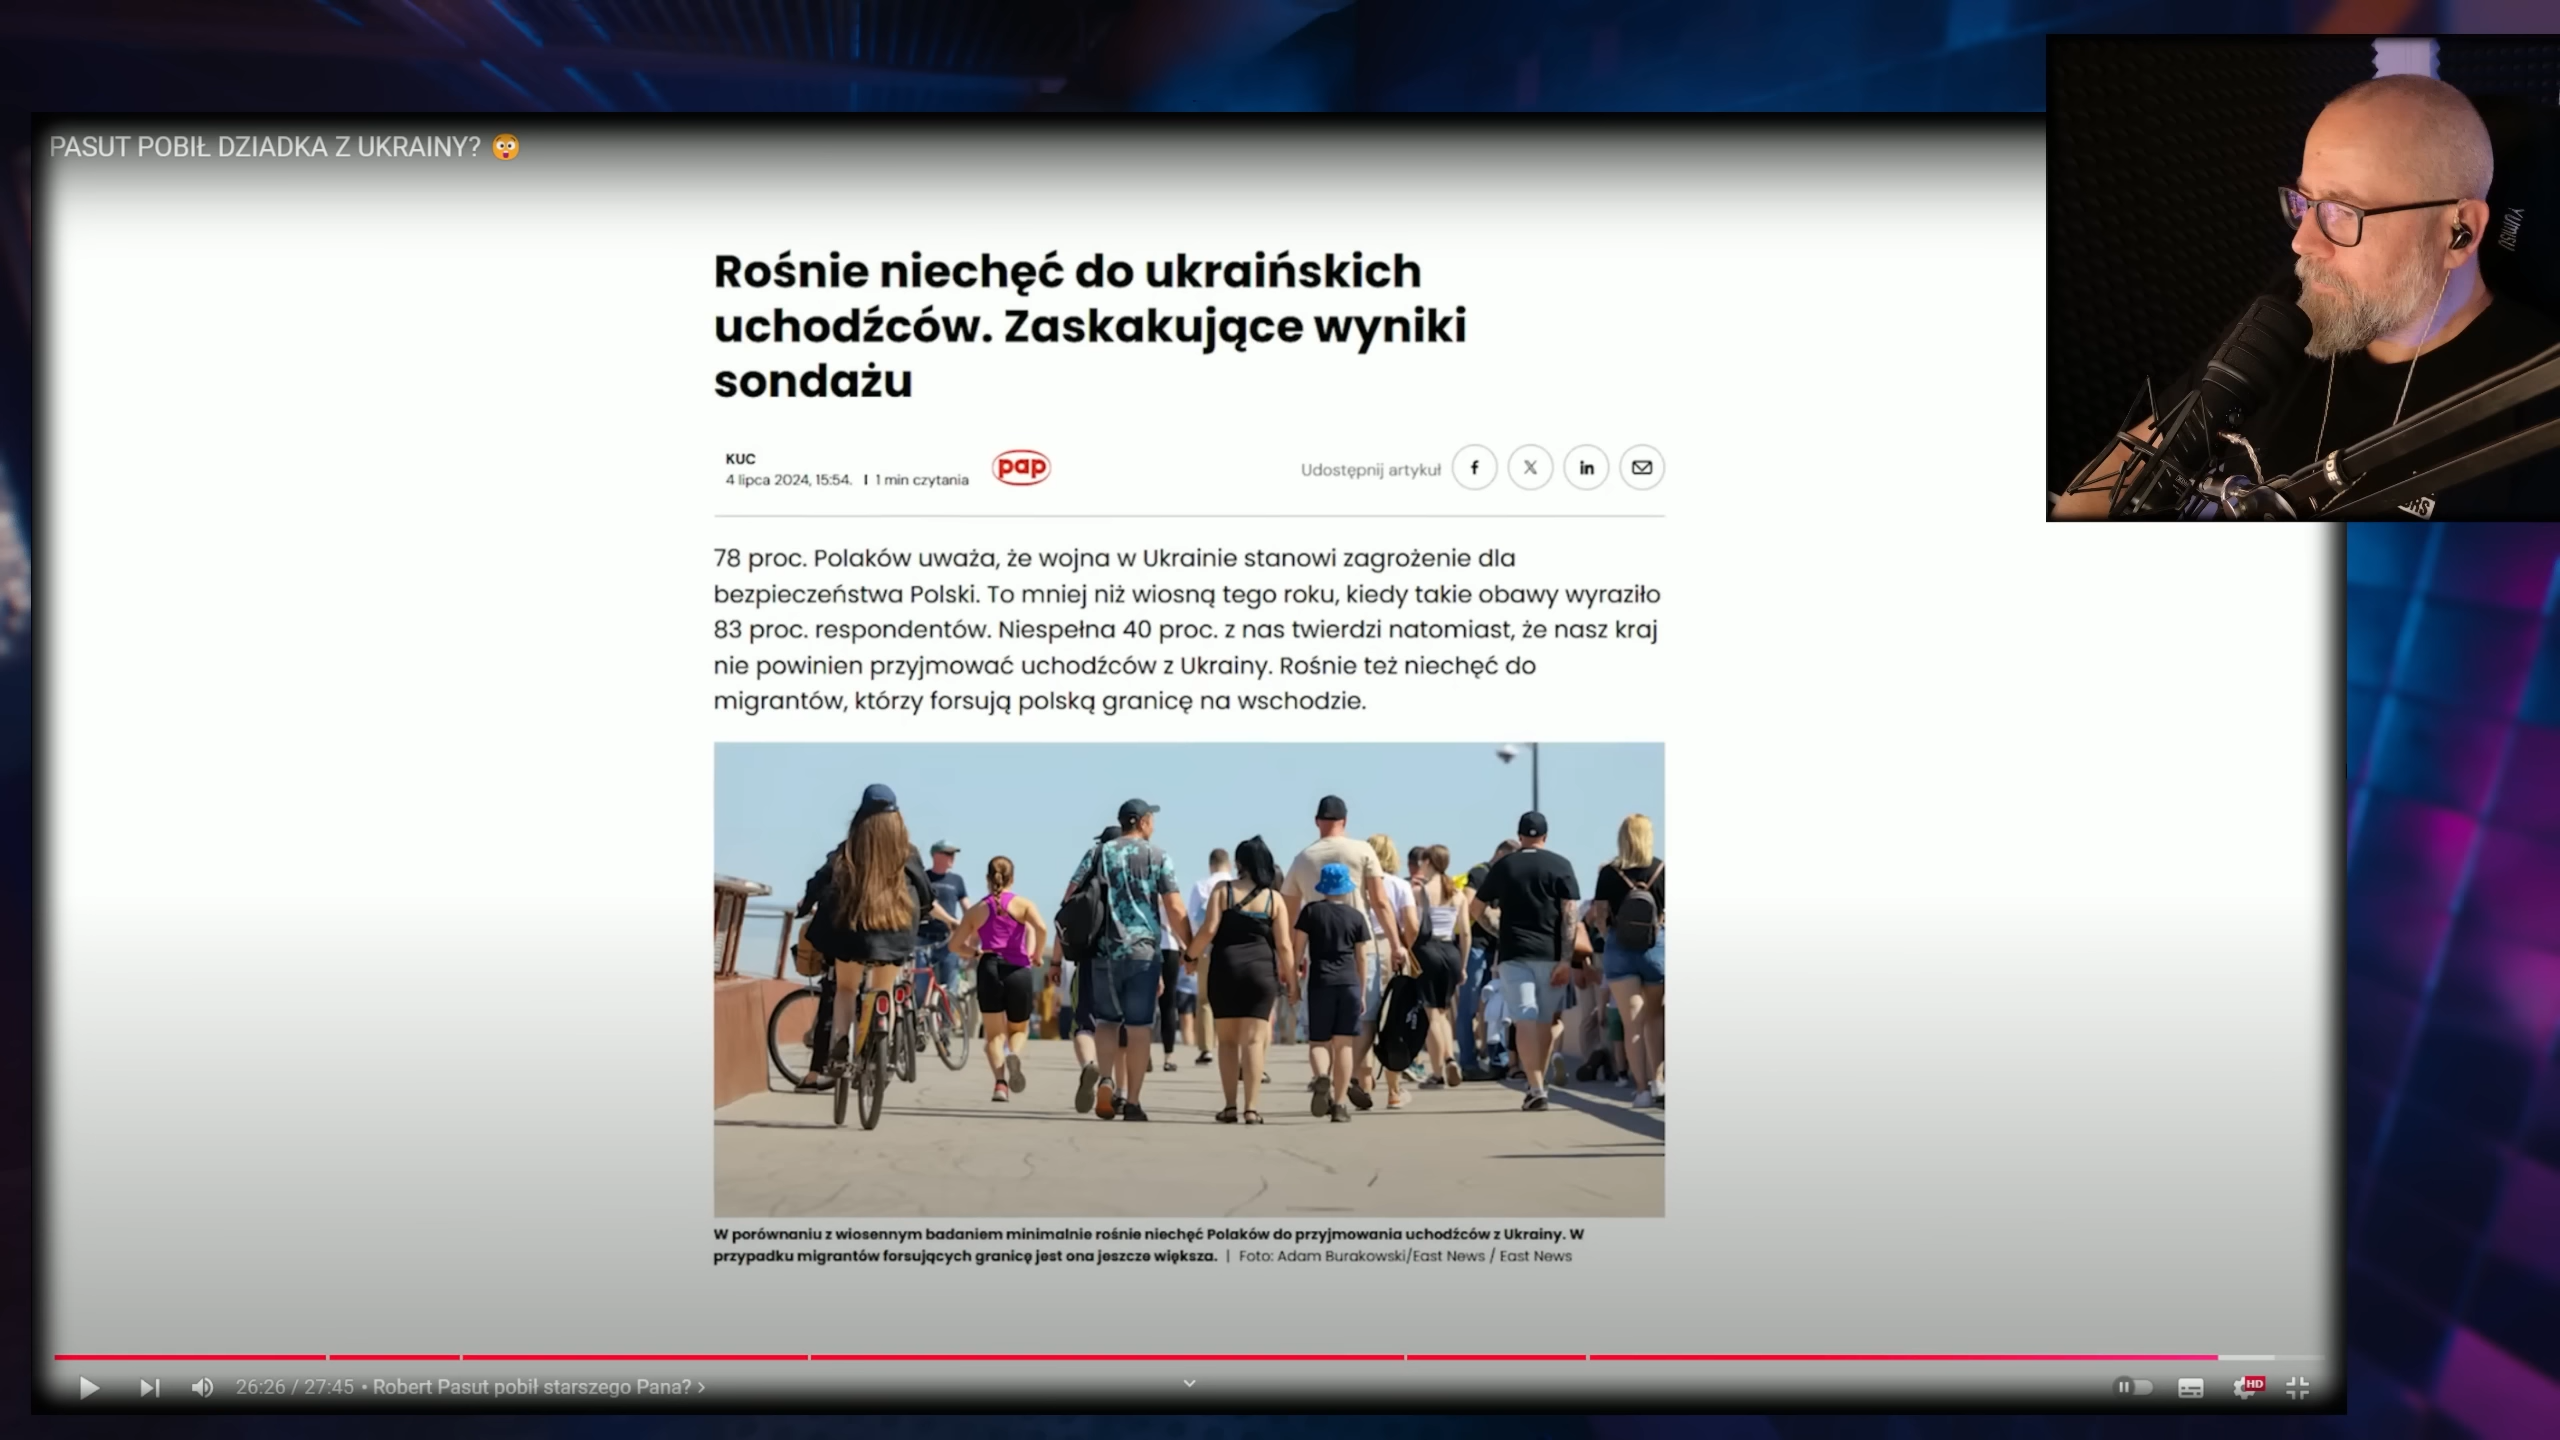 PASUT POBIŁ DZIADKA Z UKRAINY? 😲
YUMISU
Rośnie niechęć do ukraińskich
uchodźców. Zaskakujące wyniki
sondażu
KUC
4 lipca 2024, 15:54. | 1 min czytania
pap
Udostępnij artykuł
78 proc. Polaków uważa, że wojna w Ukrainie stanowi zagrożenie dla
bezpieczeństwa Polski. To mniej niż wiosną tego roku, kiedy takie obawy wyraziło
83 proc. respondentów. Niespełna 40 proc. z nas twierdzi natomiast, że nasz kraj
nie powinien przyjmować uchodźców z Ukrainy. Rośnie też niechęć do
migrantów, którzy forsują polską granicę na wschodzie.
W porównaniu z wiosennym badaniem minimalnie rośnie niechęć Polaków do przyjmowania uchodźców z Ukrainy. W
przypadku migrantów forsujących granicę jest ona jeszcze większa. | Foto: Adam Burakowski/East News / East News
26:26 / 27:45 • Robert Pasut pobił starszego Pana? ›
HD